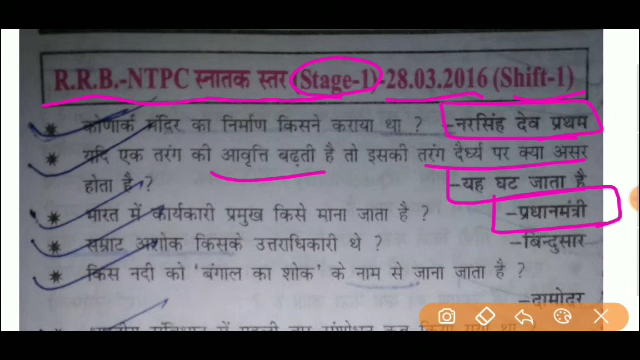 R.R.B.-NTPC स्नातक स्तर (Stage-1)-28.03.2016 (Shift-1)
* कोणार्क मंदिर का निर्माण किसने कराया था ? -नरसिंह देव प्रथम
* यदि एक तरंग की आवृत्ति बढ़ती है तो इसकी तरंग दैर्ध्य पर क्या असर
होता है ? -यह घट जाता है
* भारत में कार्यकारी प्रमुख किसे माना जाता है ? -प्रधानमंत्री
* सम्राट अशोक किसके उत्तराधिकारी थे ? -बिन्दुसार
* किस नदी को 'बंगाल का शोक' के नाम से जाना जाता है ?
-दामोदर